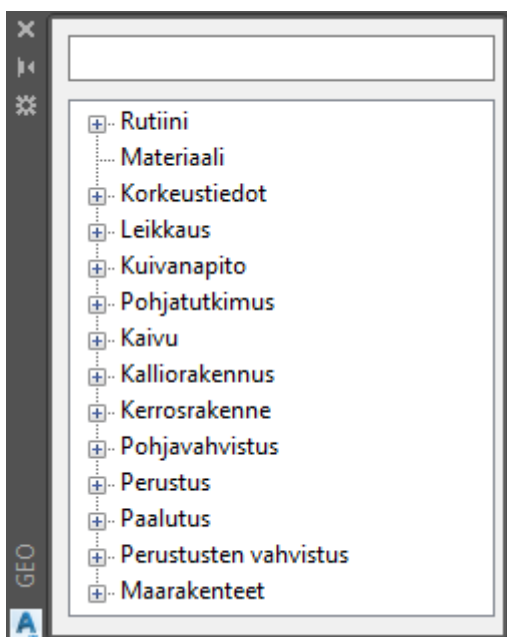 Rutiini
Materiaali
Korkeustiedot
Leikkaus
Kuivanapito
Pohjatutkimus
Kaivu
Kalliorakennus
Kerrosrakenne
Pohjavahvistus
Perustus
Paalutus
Perustusten vahvistus
Maarakenteet
GEO
A